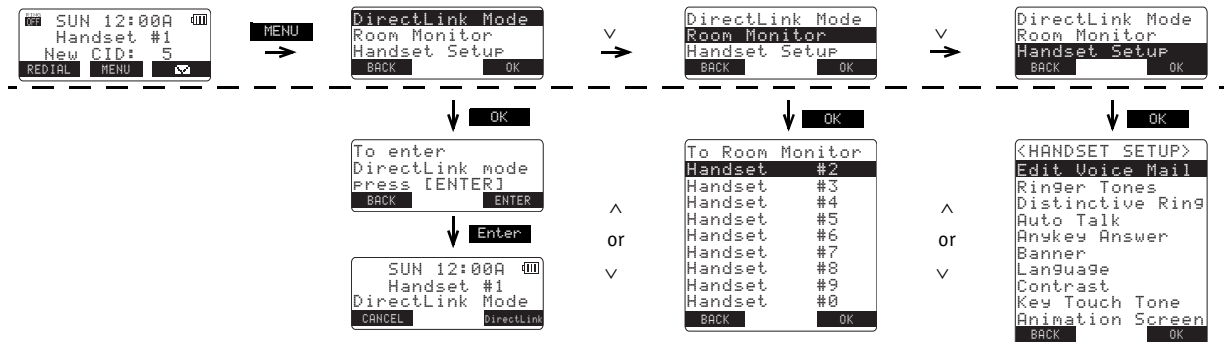 RING
OFF
SUN 12:00A
Handset #1
New CID: 5
REDIAL MENU
MENU
DirectLink Mode
Room Monitor
Handset Setup
BACK OK
DirectLink Mode
Room Monitor
Handset Setup
BACK OK
DirectLink Mode
Room Monitor
Handset Setup
BACK OK
OK
To enter
DirectLink mode
press [ENTER]
BACK ENTER
Enter
SUN 12:00A
Handset #1
DirectLink Mode
CANCEL DirectLink
or
OK
To Room Monitor
Handset #2
Handset #3
Handset #4
Handset #5
Handset #6
Handset #7
Handset #8
Handset #9
Handset #0
BACK OK
or
OK
<HANDSET SETUP>
Edit Voice Mail
Ringer Tones
Distinctive Ring
Auto Talk
Anykey Answer
Banner
Language
Contrast
Key Touch Tone
Animation Screen
BACK OK